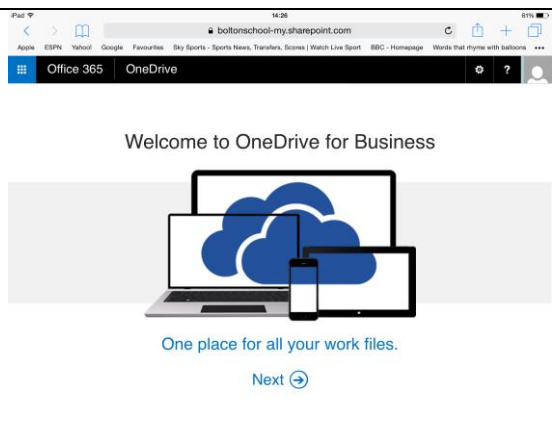 iPad 14:26 61%
boltonschool-my.sharepoint.com
Apple ESPN Yahoo! Google Favourites Sky Sports - Sports News, Transfers, Scores | Watch Live Sport BBC - Homepage Words that rhyme with balloons •••
Office 365 OneDrive ?
Welcome to OneDrive for Business
One place for all your work files.
Next